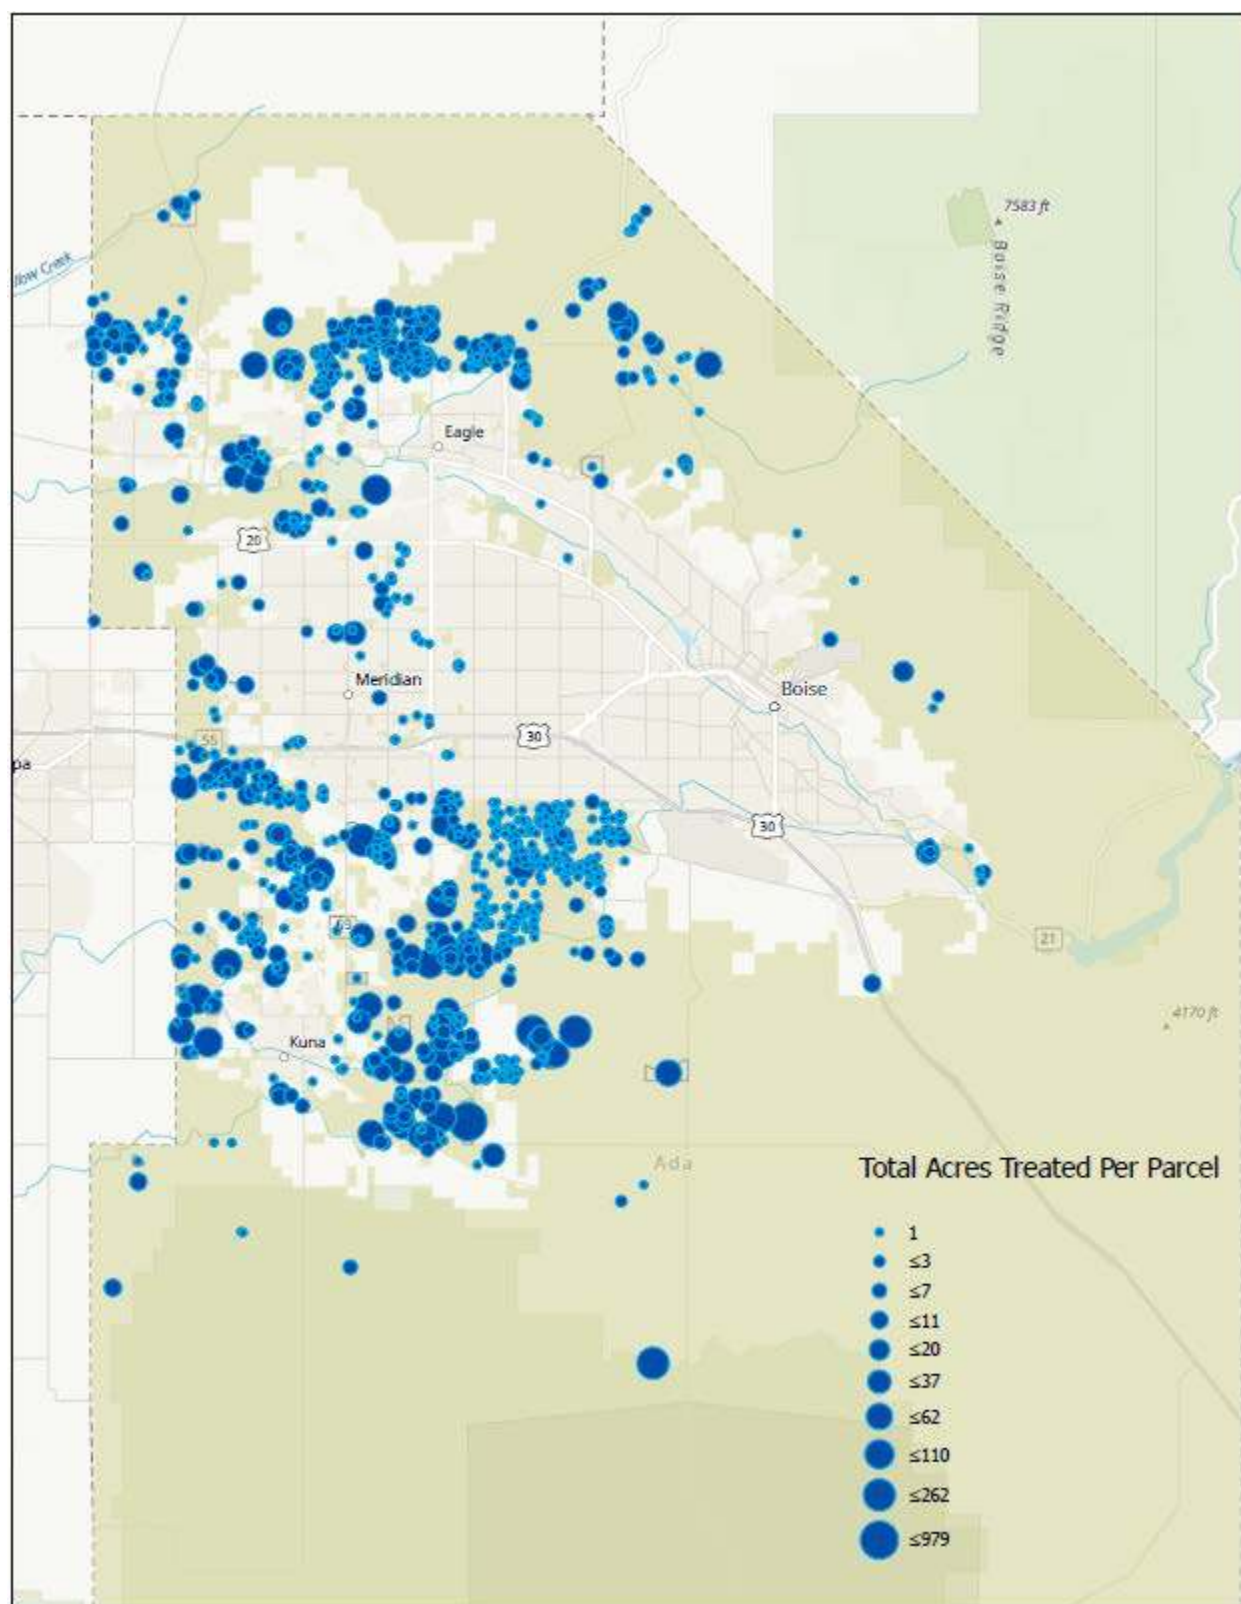 7583 ft
Boise Ridge
llow Creek
Eagle
20
Meridian
Boise
55
30
pa
30
69
21
4170 ft
Kuna
Ada
Total Acres Treated Per Parcel
1
≤3
≤7
≤11
≤20
≤37
≤62
≤110
≤262
≤979